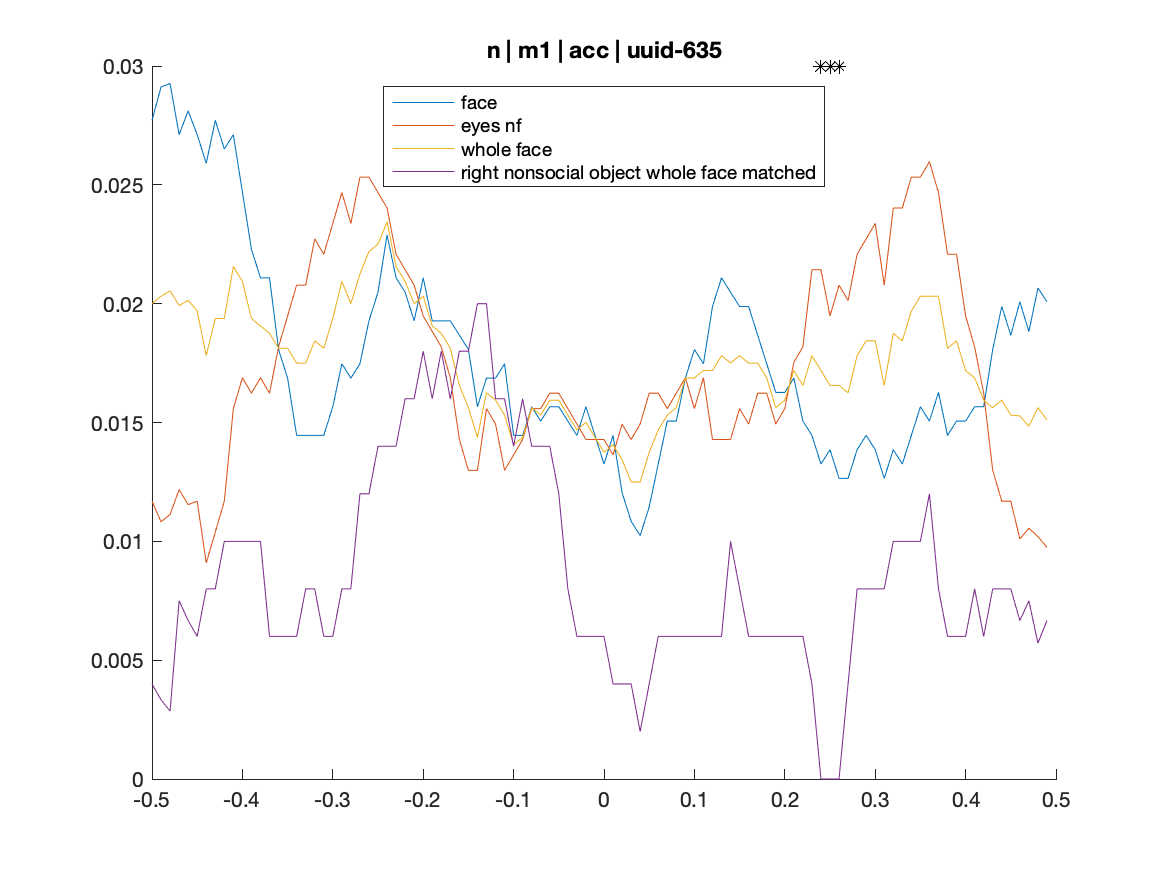 n | m1 | acc | uuid-635
0.03
face
eyes nf
whole face
right nonsocial object whole face matched
0.025
0.02
0.015
0.01
0.005
0
-0.5 -0.4 -0.3 -0.2 -0.1 0 0.1 0.2 0.3 0.4 0.5